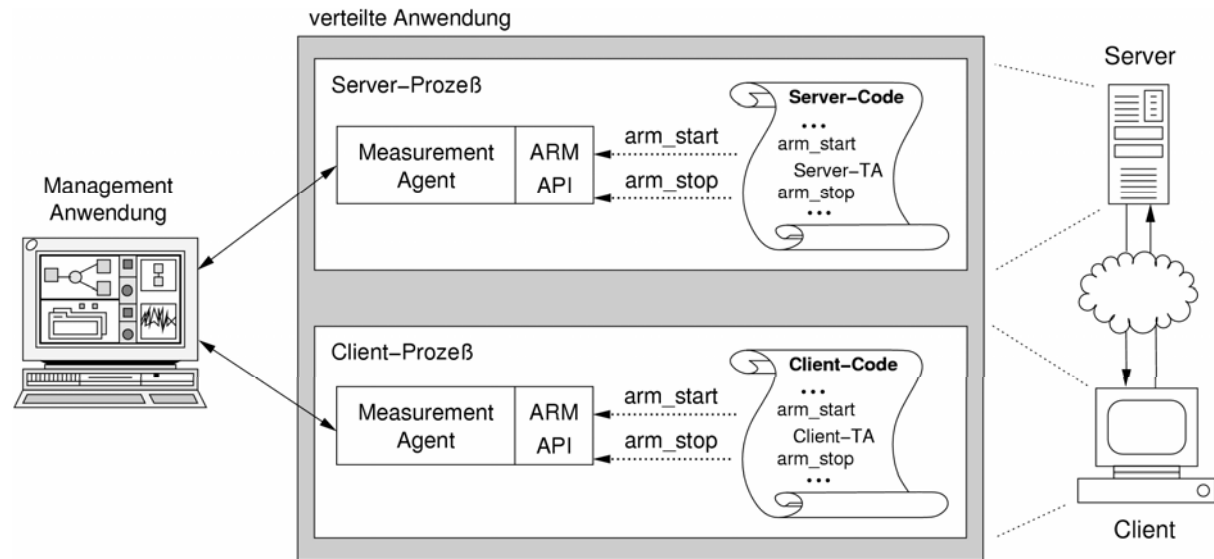 verteilte Anwendung
Server–Prozeß
Measurement
Agent
ARM
API
arm_start
arm_stop
Server–Code
...
arm_start
Server–TA
arm_stop
...
Management
Anwendung
Client–Prozeß
Measurement
Agent
ARM
API
arm_start
arm_stop
Client–Code
...
arm_start
Client–TA
arm_stop
...
Server
Client